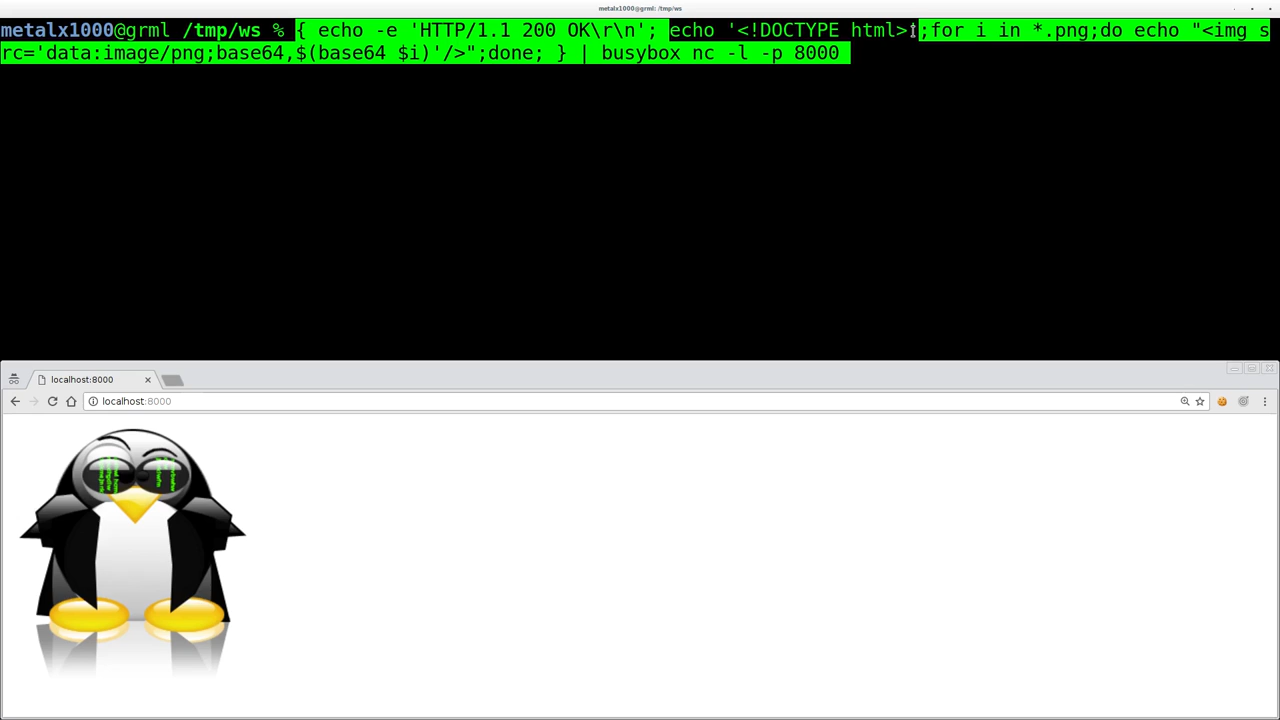 metalx1000@grml: /tmp/ws
metalx1000@grml /tmp/ws % { echo -e 'HTTP/1.1 200 OK\r\n'; echo '<!DOCTYPE html>';for i in *.png;do echo "<img s
rc='data:image/png;base64,$(base64 $i)'/>";done; } | busybox nc -l -p 8000
localhost:8000
localhost:8000